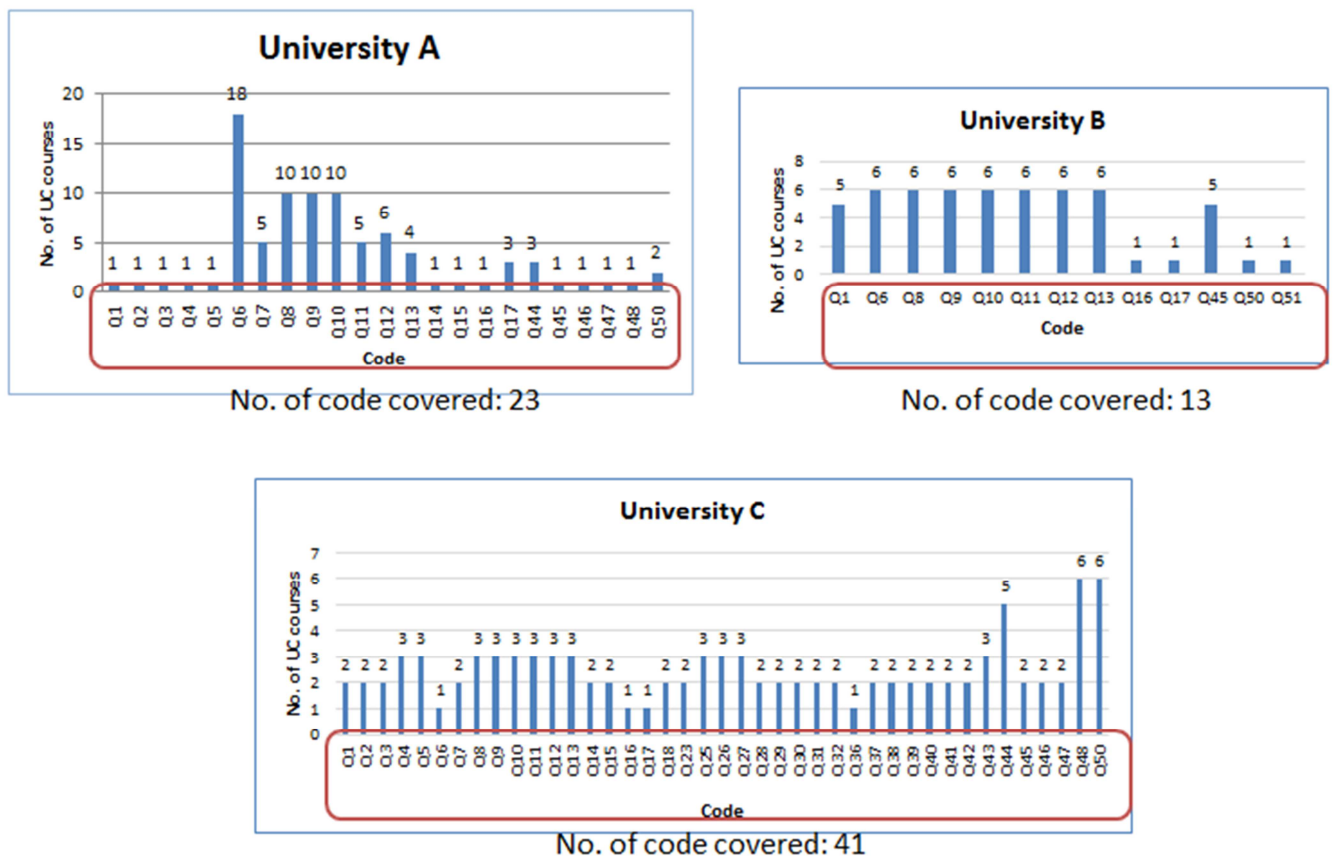 University A
No. of UC courses
20
15
10
5
0
1 1 1 1 1 18 5 10 10 10 5 6 4 1 1 1 3 3 1 1 1 1 2
Q1 Q2 Q3 Q4 Q5 Q6 Q7 Q8 Q9 Q10 Q11 Q12 Q13 Q14 Q15 Q16 Q17 Q44 Q45 Q46 Q47 Q48 Q50
Code
No. of code covered: 23
University B
No. of UC courses
8
6
4
2
0
5 6 6 6 6 6 6 6 1 1 5 1 1
Q1 Q6 Q8 Q9 Q10 Q11 Q12 Q13 Q16 Q17 Q45 Q50 Q51
Code
No. of code covered: 13
University C
No. of UC courses
7
6
5
4
3
2
1
0
2 2 2 3 3 1 2 3 3 3 3 3 3 2 2 1 1 2 2 3 3 3 2 2 2 2 2 1 2 2 2 2 2 2 3 5 2 2 2 6 6
Q1 Q2 Q3 Q4 Q5 Q6 Q7 Q8 Q9 Q10 Q11 Q12 Q13 Q14 Q15 Q16 Q17 Q18 Q23 Q25 Q26 Q27 Q28 Q29 Q30 Q31 Q32 Q36 Q37 Q38 Q39 Q40 Q41 Q42 Q43 Q44 Q45 Q46 Q47 Q48 Q50
Code
No. of code covered: 41